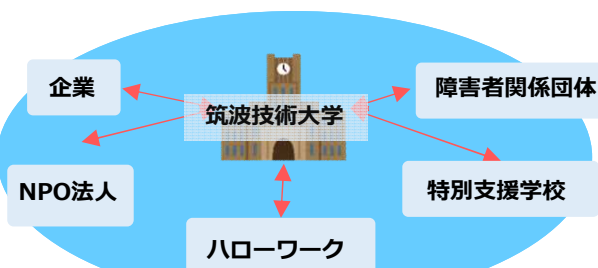 企業
障害者関係団体
筑波技術大学
NPO法人
特別支援学校
ハローワーク